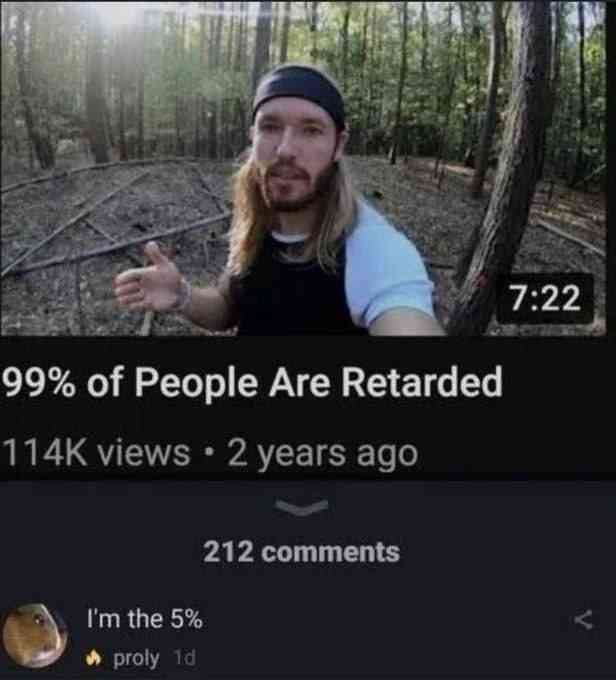 7:22
99% of People Are Retarded
114K views • 2 years ago
212 comments
I'm the 5%
proly 1d